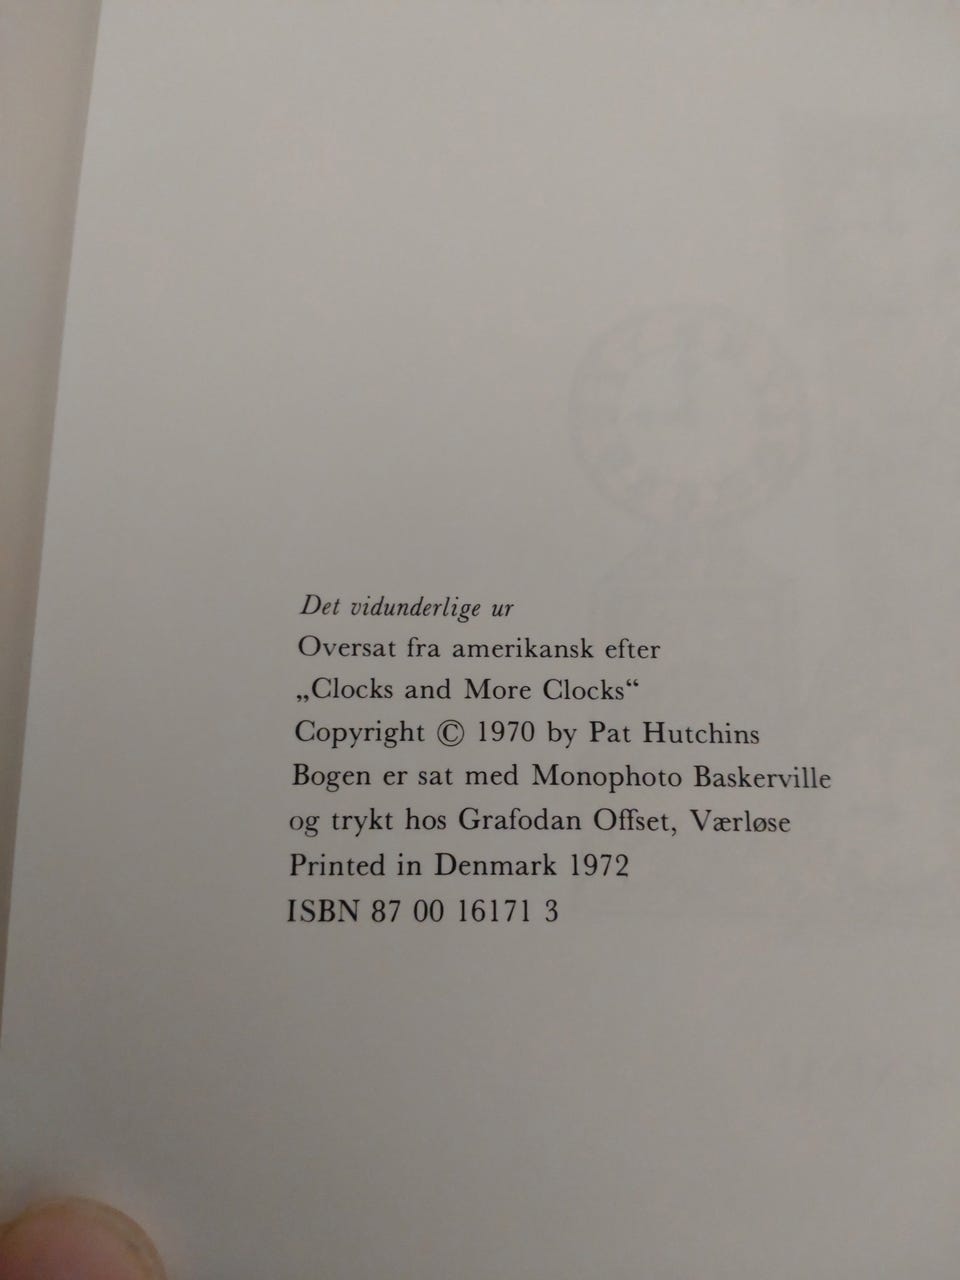 Det vidunderlige ur
Oversat fra amerikansk efter
„Clocks and More Clocks“
Copyright © 1970 by Pat Hutchins
Bogen er sat med Monophoto Baskerville
og trykt hos Grafodan Offset, Værløse
Printed in Denmark 1972
ISBN 87 00 16171 3